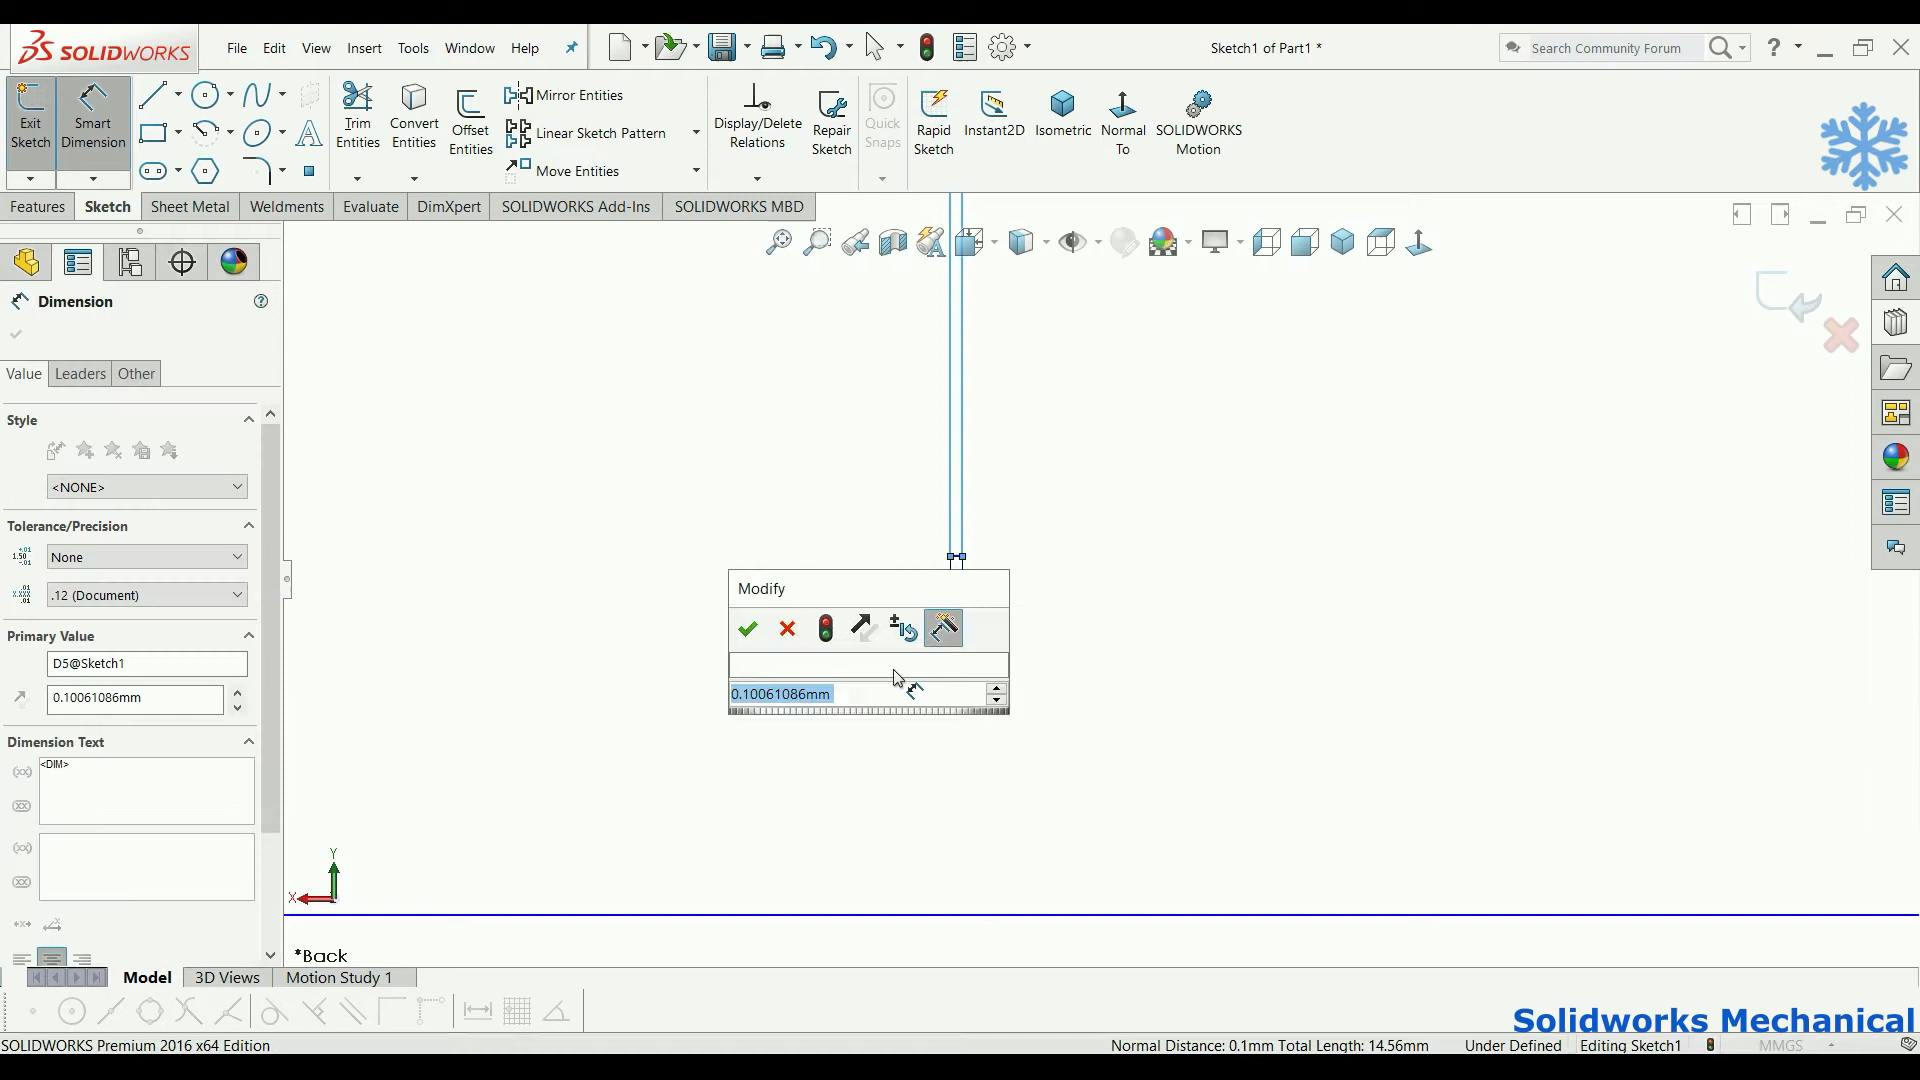 SOLIDWORKS
File Edit View Insert Tools Window Help
Sketch1 of Part1 *
Search Community Forum
Exit Sketch
Smart Dimension
Trim Entities
Convert Entities
Offset Entities
Mirror Entities
Linear Sketch Pattern
Move Entities
Display/Delete Relations
Repair Sketch
Quick Snaps
Rapid Sketch
Instant2D
Isometric
Normal To
SOLIDWORKS Motion
Features Sketch Sheet Metal Weldments Evaluate DimXpert SOLIDWORKS Add-Ins SOLIDWORKS MBD
Dimension
Value Leaders Other
Style
<NONE>
Tolerance/Precision
None
.12 (Document)
Primary Value
D5@Sketch1
0.10061086mm
Dimension Text
<DIM>
Modify
0.10061086mm
Y
X
*Back
Model 3D Views Motion Study 1
Solidworks Mechanical
SOLIDWORKS Premium 2016 x64 Edition
Normal Distance: 0.1mm Total Length: 14.56mm Under Defined Editing Sketch1 MMGS